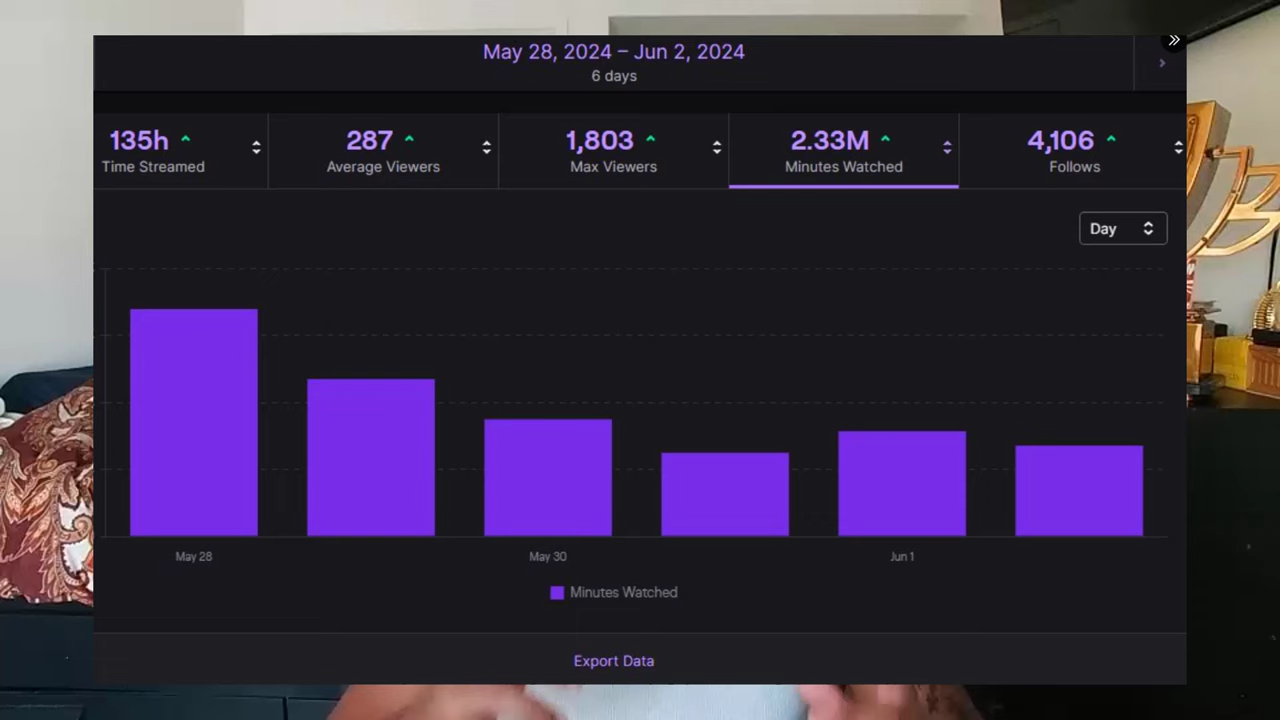 May 28, 2024 – Jun 2, 2024
6 days
135h
Time Streamed
287
Average Viewers
1,803
Max Viewers
2.33M
Minutes Watched
4,106
Follows
Day
May 28
May 30
Jun 1
Minutes Watched
Export Data